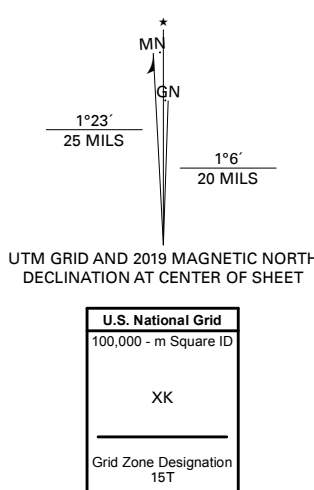 ★
MN
GN
1°23´
25 MILS
1°6´
20 MILS
UTM GRID AND 2019 MAGNETIC NORTH
DECLINATION AT CENTER OF SHEET
U.S. National Grid
100,000 - m Square ID
XK
Grid Zone Designation
15T